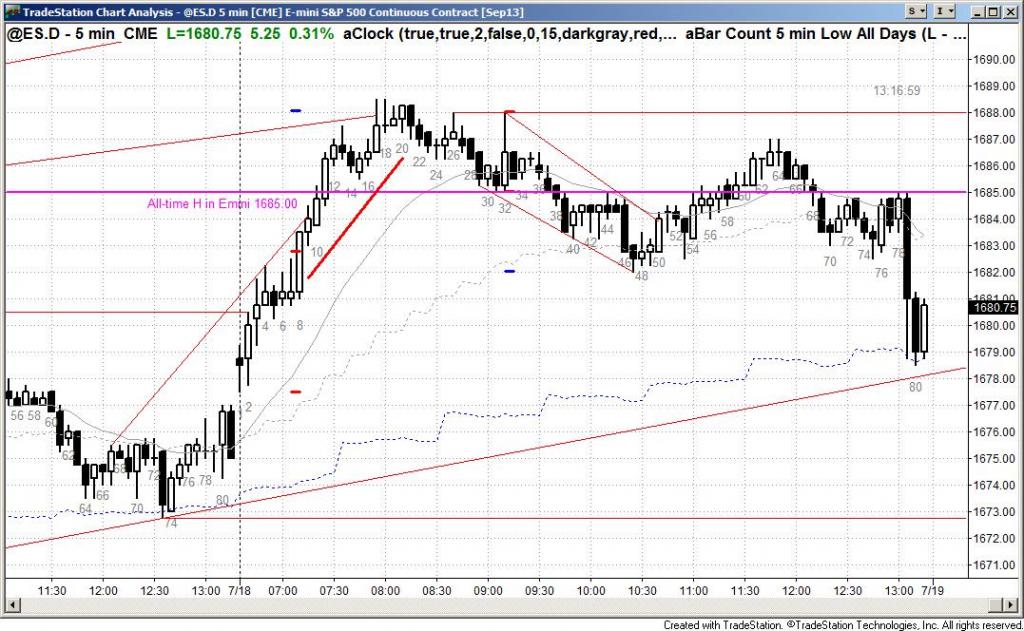 TradeStation Chart Analysis - @ES.D 5 min [CME] E-mini S&P 500 Continuous Contract [Sep13]
S I
@ES.D - 5 min CME L=1680.75 5.25 0.31% aClock (true,true,2,false,0,15,darkgray,red,... aBar Count 5 min Low All Days (L - ...
1690.00
13:16:59
1689.00
1688.00
1687.00
1686.00
1685.00
All-time H in Emini 1685.00
1684.00
1683.00
1682.00
1681.00
1680.75
1680.00
1679.00
1678.00
1677.00
1676.00
1675.00
1674.00
1673.00
1672.00
1671.00
56 58 60 62 64 66 68 70 72 74 76 78 80
2 4 6 8 10 12 14 16 18 20 22 24 26 28 30 32 34 36 38 40 42 44 46 48 50 52 54 56 58 60 62 64 66 68 70 72 74 76 78 80
11:30 12:00 12:30 13:00 7/18 07:00 07:30 08:00 08:30 09:00 09:30 10:00 10:30 11:00 11:30 12:00 12:30 13:00 7/19
Created with TradeStation. ©TradeStation Technologies, Inc. All rights reserved.